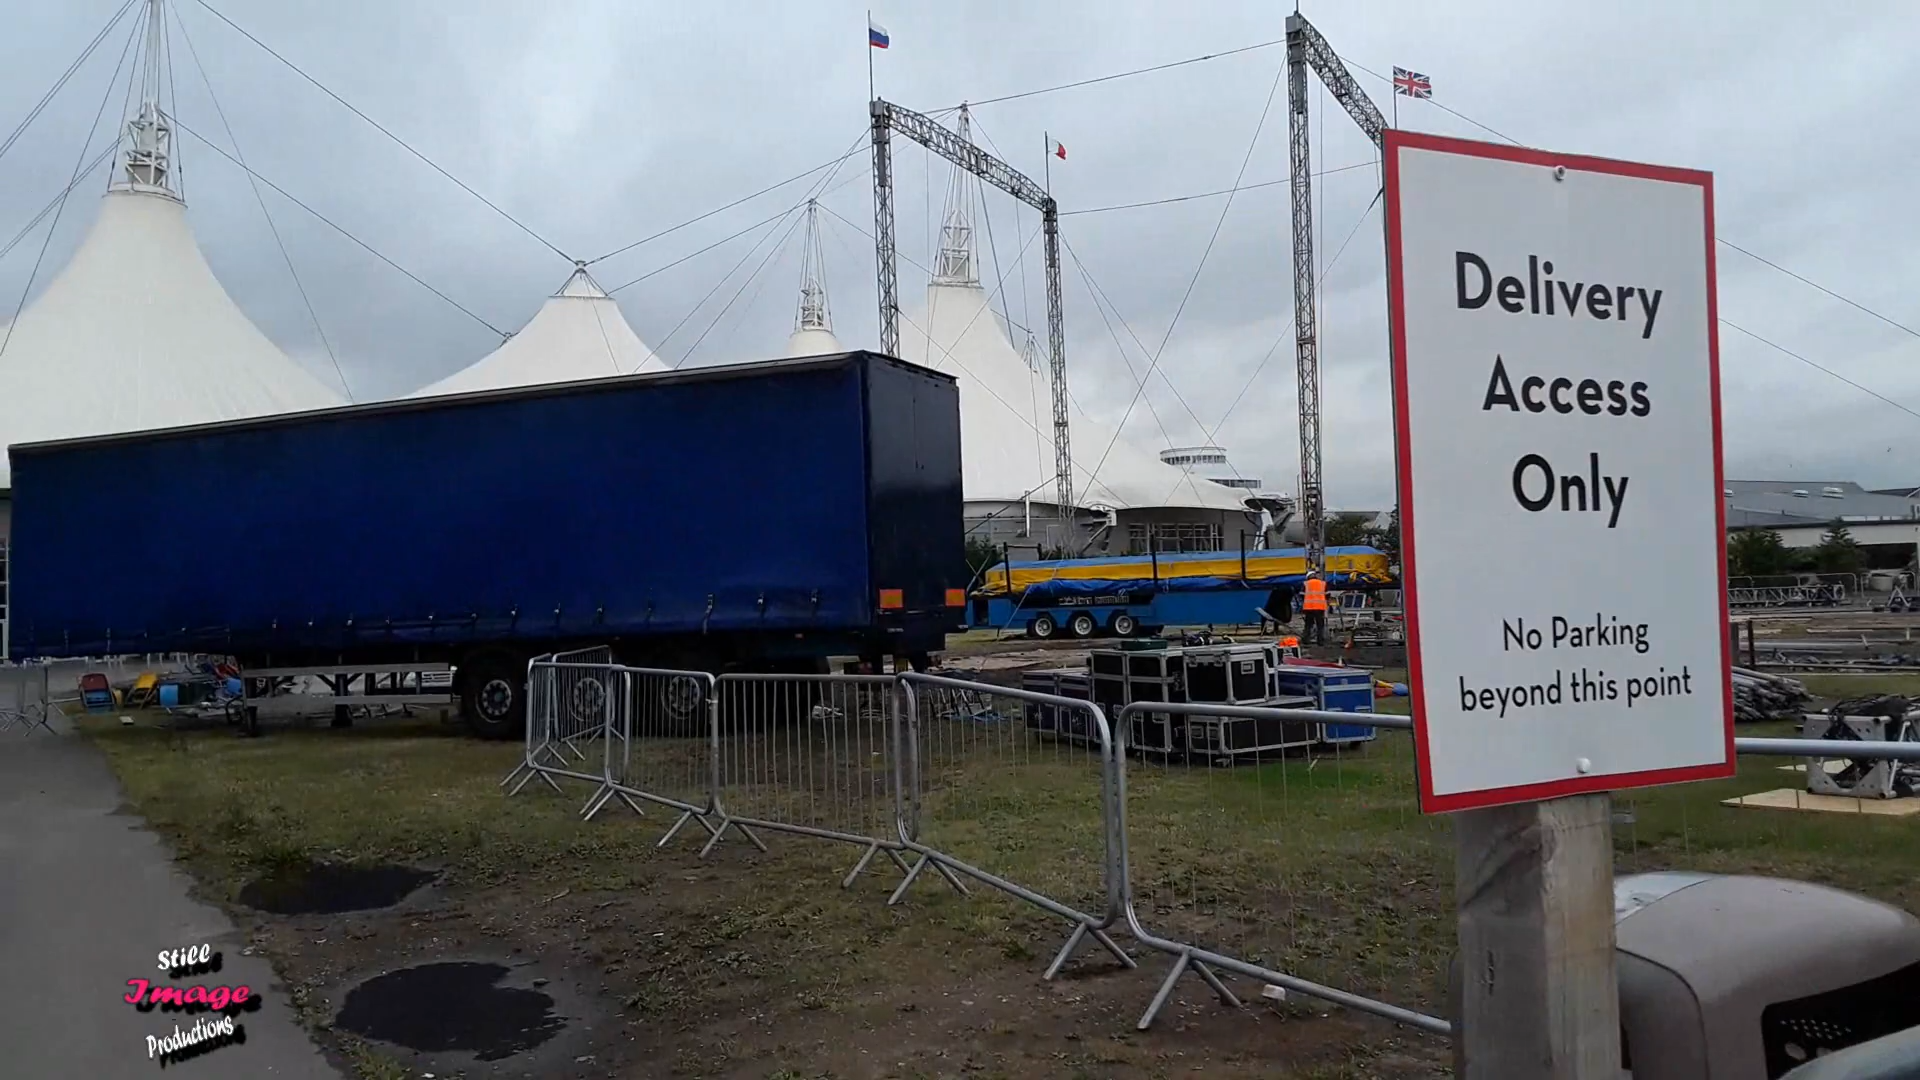 Delivery
Access
Only
No Parking
beyond this point
Still
Image
Productions